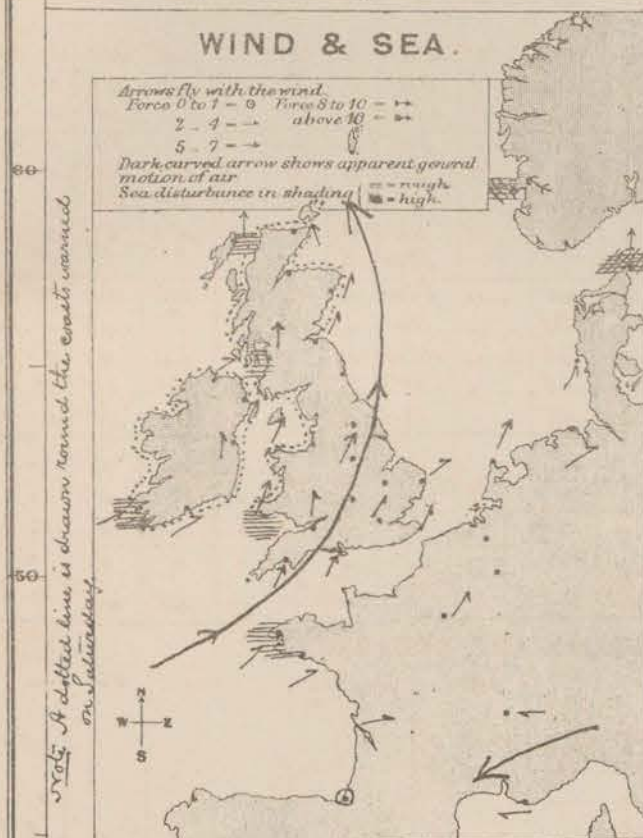 WIND & SEA.
Arrows fly with the wind.
Force 0 to 1 = Force 8 to 10 =
2 - 4 = above 10 =
5 - 7 =
Dark curved arrow shows apparent general
motion of air
Sea disturbance in shading = rough.
= high.
60
50
N
W E
S
Note A dotted line is drawn round the coasts warned
on Saturday